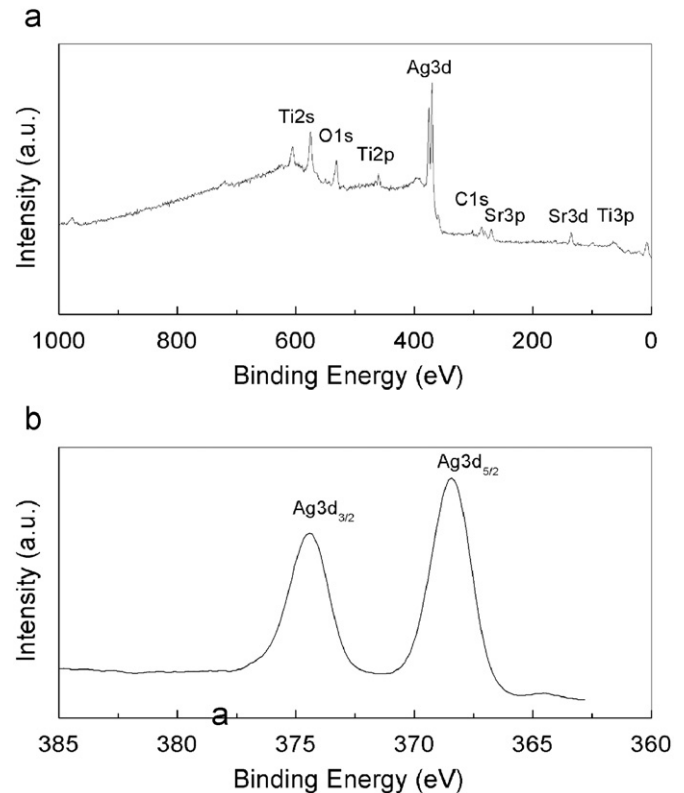 a
Ag3d
Ti2s
O1s
Ti2p
C1s
Sr3p
Sr3d
Ti3p
Intensity (a.u.)
1000 800 600 400 200 0
Binding Energy (eV)
b
Ag3d5/2
Ag3d3/2
Intensity (a.u.)
a
385 380 375 370 365 360
Binding Energy (eV)